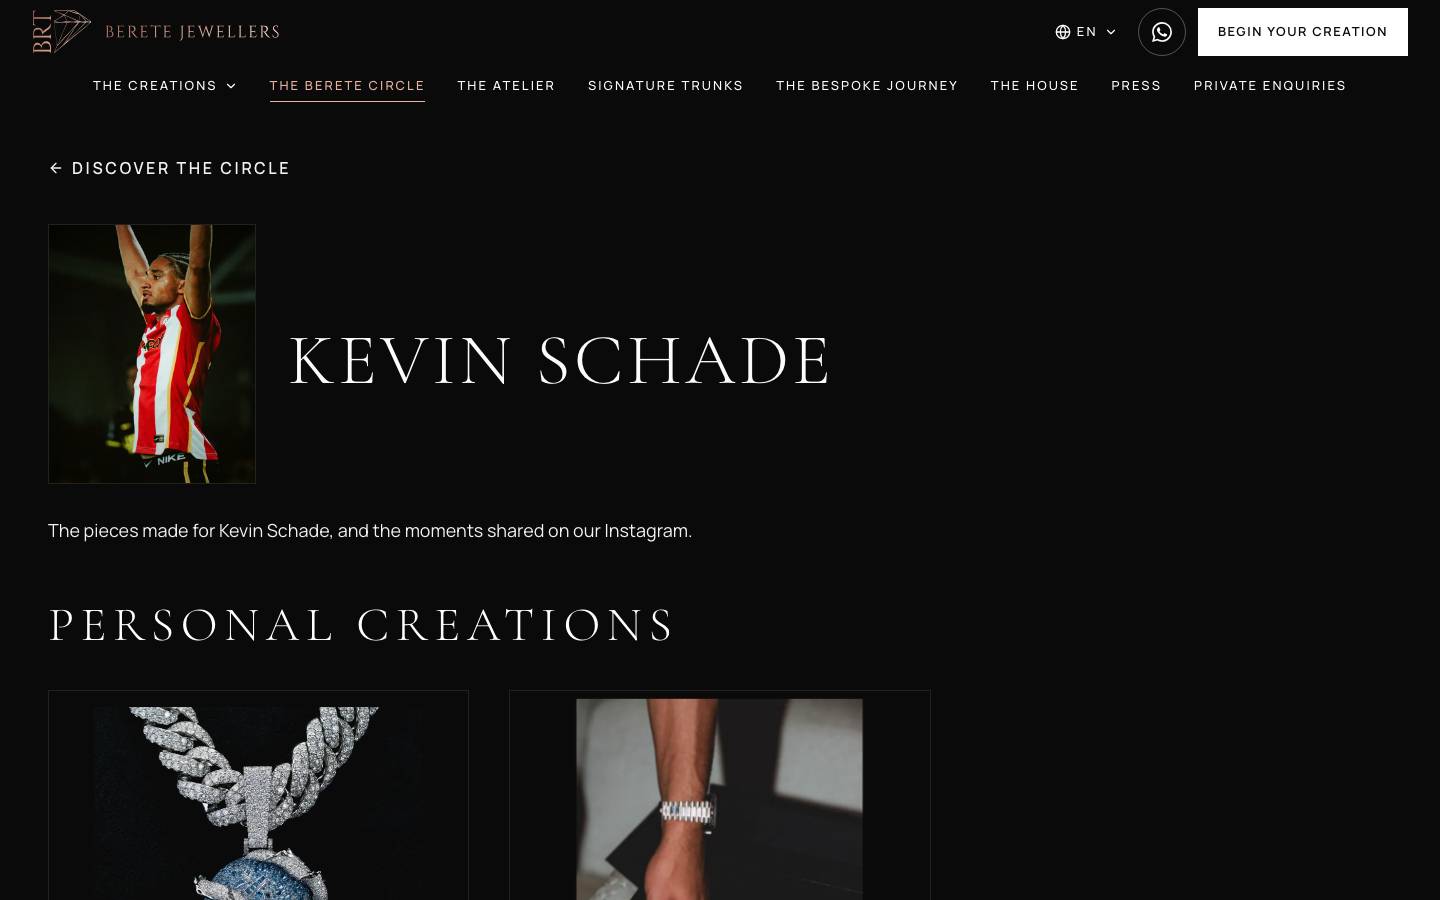 BRT
BERETE JEWELLERS
EN
BEGIN YOUR CREATION
THE CREATIONS
THE BERETE CIRCLE
THE ATELIER
SIGNATURE TRUNKS
THE BESPOKE JOURNEY
THE HOUSE
PRESS
PRIVATE ENQUIRIES
← DISCOVER THE CIRCLE
NIKE
KEVIN SCHADE
The pieces made for Kevin Schade, and the moments shared on our Instagram.
PERSONAL CREATIONS